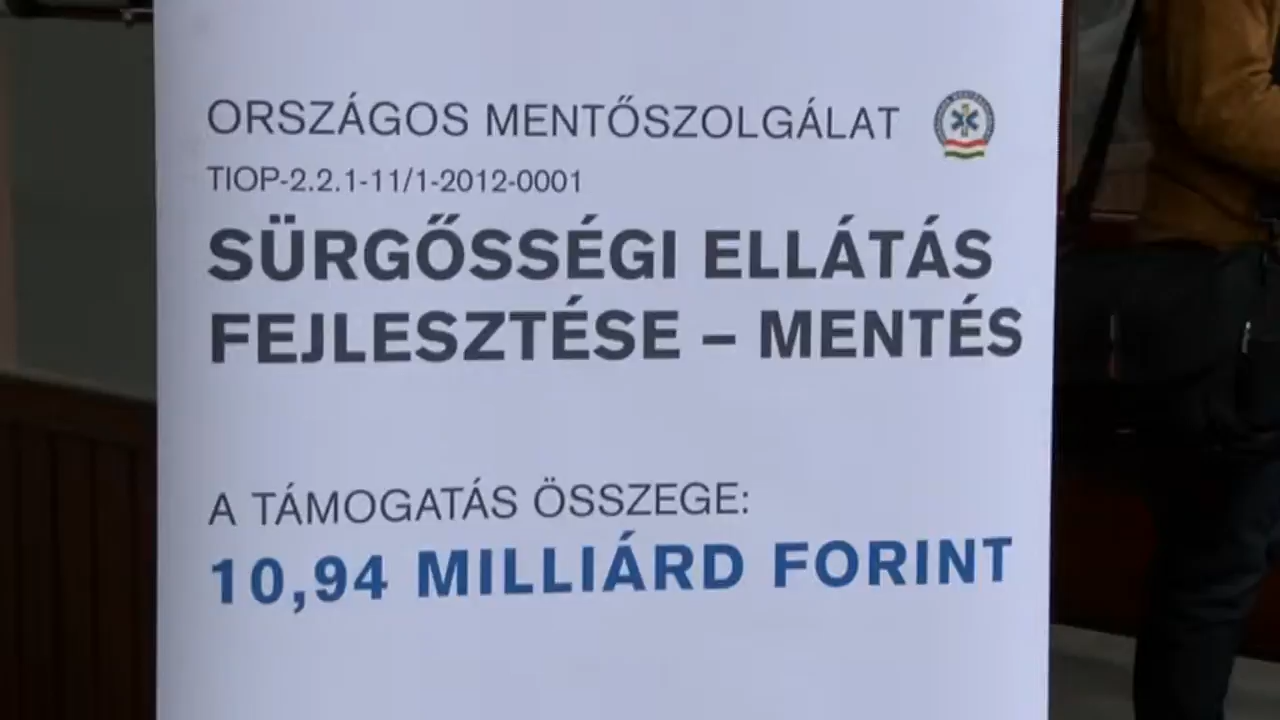 ORSZÁGOS MENTŐSZOLGÁLAT
TIOP-2.2.1-11/1-2012-0001
SÜRGŐSSÉGI ELLÁTÁS
FEJLESZTÉSE – MENTÉS
A TÁMOGATÁS ÖSSZEGE:
10,94 MILLIÁRD FORINT